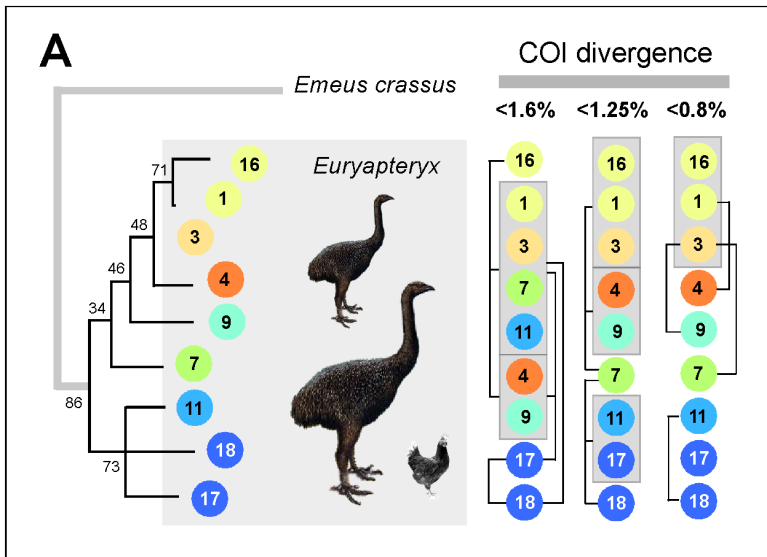 A
COI divergence
Emeus crassus
<1.6% <1.25% <0.8%
Euryapteryx
71
16
1
3
48
4
46
9
34
7
86
11
18
73
17
16 16 16
1 1 1
3 3 3
7 4 4
11 9 9
4 7 7
9 11 11
17 17 17
18 18 18